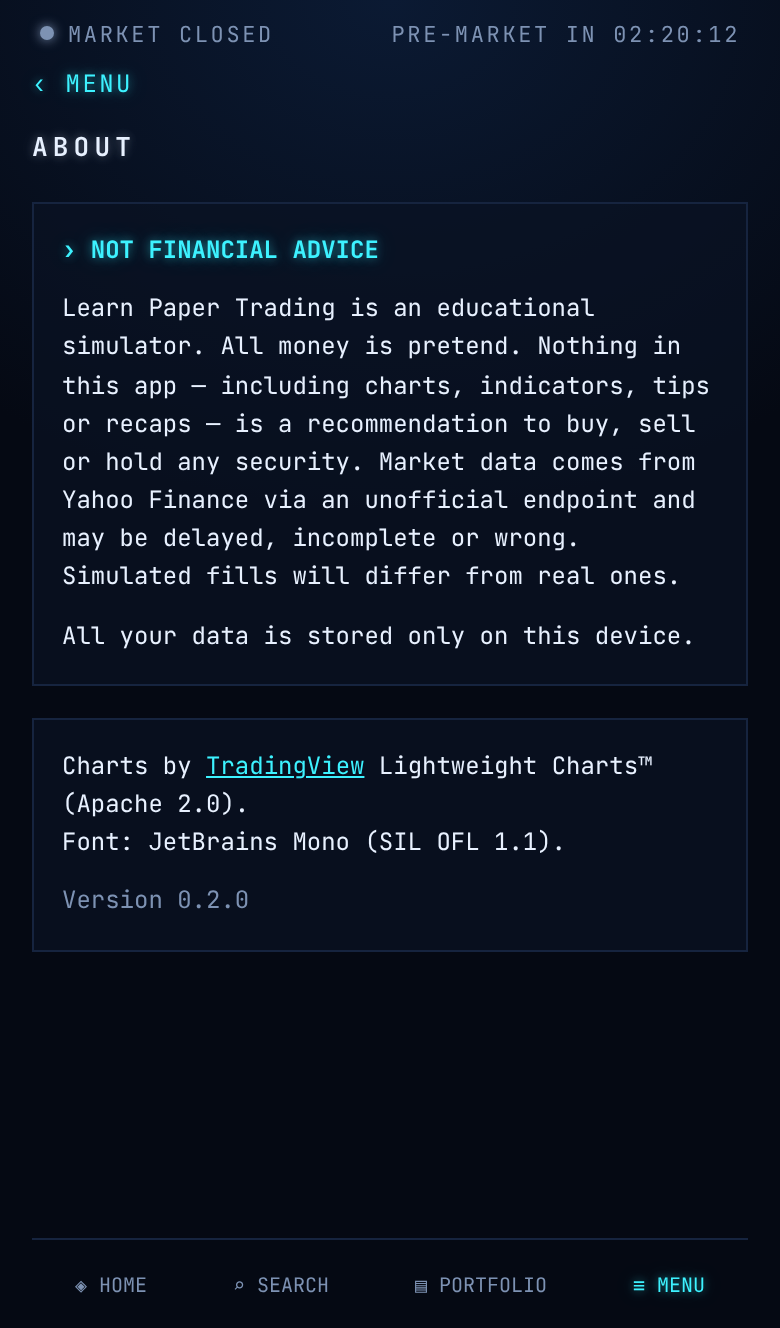 MARKET CLOSED
PRE-MARKET IN 02:20:12
‹ MENU
ABOUT
› NOT FINANCIAL ADVICE
Learn Paper Trading is an educational
simulator. All money is pretend. Nothing in
this app — including charts, indicators, tips
or recaps — is a recommendation to buy, sell
or hold any security. Market data comes from
Yahoo Finance via an unofficial endpoint and
may be delayed, incomplete or wrong.
Simulated fills will differ from real ones.
All your data is stored only on this device.
Charts by TradingView Lightweight Charts™
(Apache 2.0).
Font: JetBrains Mono (SIL OFL 1.1).
Version 0.2.0
◈ HOME
⌕ SEARCH
▤ PORTFOLIO
≡ MENU